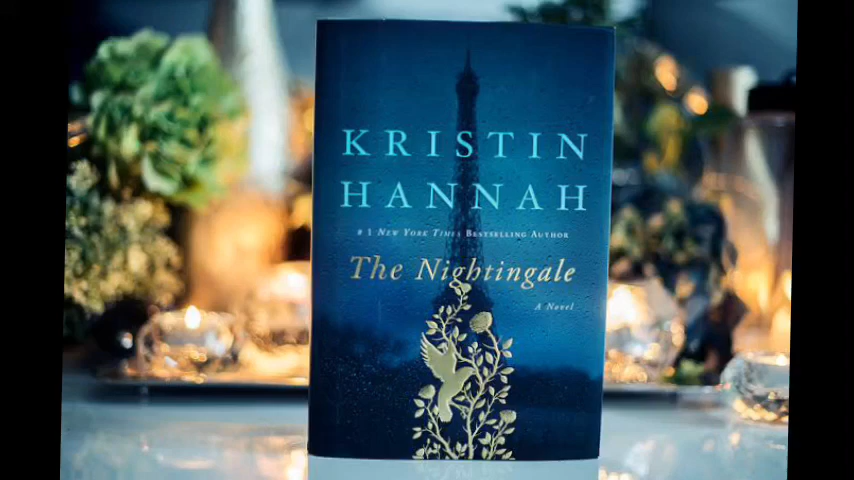 KRISTIN
HANNAH
#1 NEW YORK TIMES BESTSELLING AUTHOR
The Nightingale
A Novel